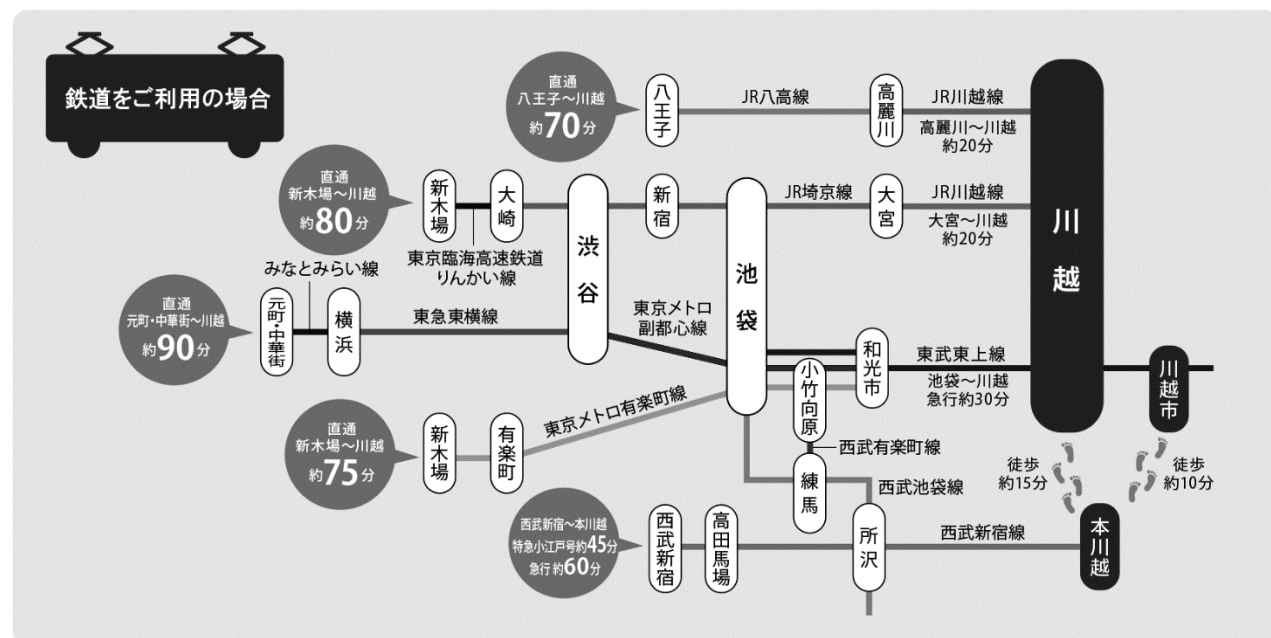 鉄道をご利用の場合
直通
八王子～川越
約70分
八王子
JR八高線
高麗川
JR川越線
高麗川～川越
約20分
直通
新木場～川越
約80分
新木場
大崎
東京臨海高速鉄道
りんかい線
渋谷
新宿
池袋
JR埼京線
大宮
JR川越線
大宮～川越
約20分
川越
みなとみらい線
直通
元町・中華街～川越
約90分
元町・中華街
横浜
東急東横線
東京メトロ
副都心線
小竹向原
和光市
東武東上線
池袋～川越
急行約30分
川越市
直通
新木場～川越
約75分
新木場
有楽町
東京メトロ有楽町線
西武有楽町線
練馬
西武池袋線
徒歩
約15分
徒歩
約10分
西武新宿～本川越
特急小江戸号約45分
急行 約60分
西武新宿
高田馬場
所沢
西武新宿線
本川越